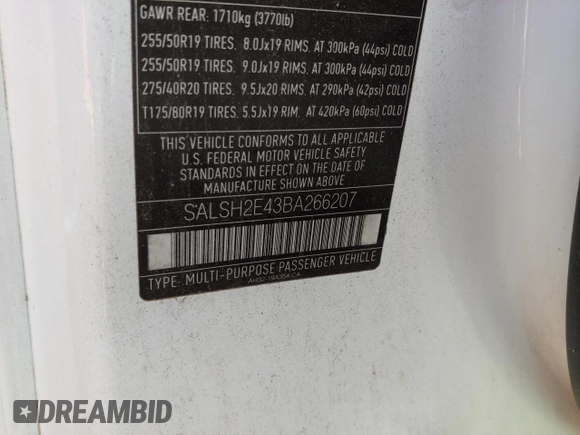 GAWR REAR: 1710kg (3770lb)
255/50R19 TIRES. 8.0Jx19 RIMS. AT 300kPa (44psi) COLD
255/50R19 TIRES. 9.0Jx19 RIMS. AT 300kPa (44psi) COLD
275/40R20 TIRES. 9.5Jx20 RIMS. AT 290kPa (42psi) COLD
T175/80R19 TIRES. 5.5Jx19 RIM. AT 420kPa (60psi) COLD
THIS VEHICLE CONFORMS TO ALL APPLICABLE
U.S. FEDERAL MOTOR VEHICLE SAFETY
STANDARDS IN EFFECT ON THE DATE OF
MANUFACTURE SHOWN ABOVE.
SALSH2E43BA266207
TYPE: MULTI-PURPOSE PASSENGER VEHICLE
AH32-19A354-CA
DREAMBID